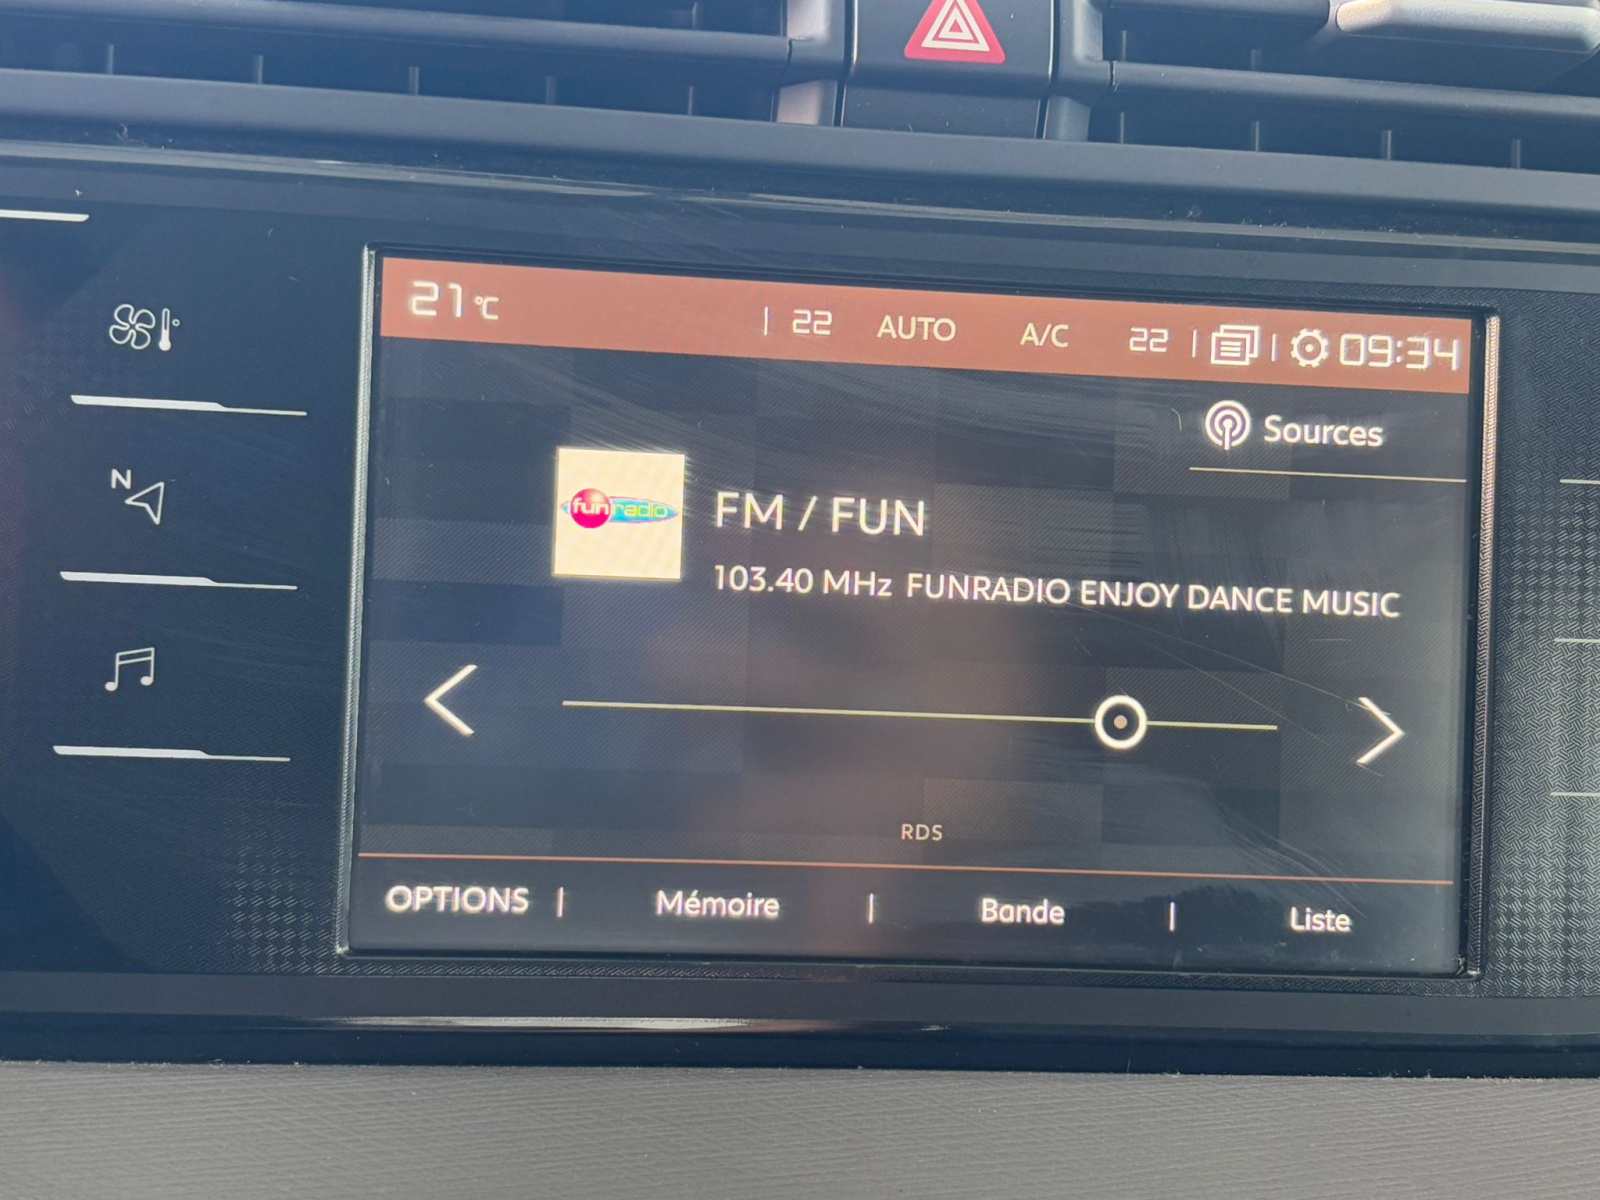 21°C | 22 AUTO A/C 22 | | 09:34
Sources
N
fun radio
FM / FUN
103.40 MHz FUNRADIO ENJOY DANCE MUSIC
RDS
OPTIONS | Mémoire | Bande | Liste